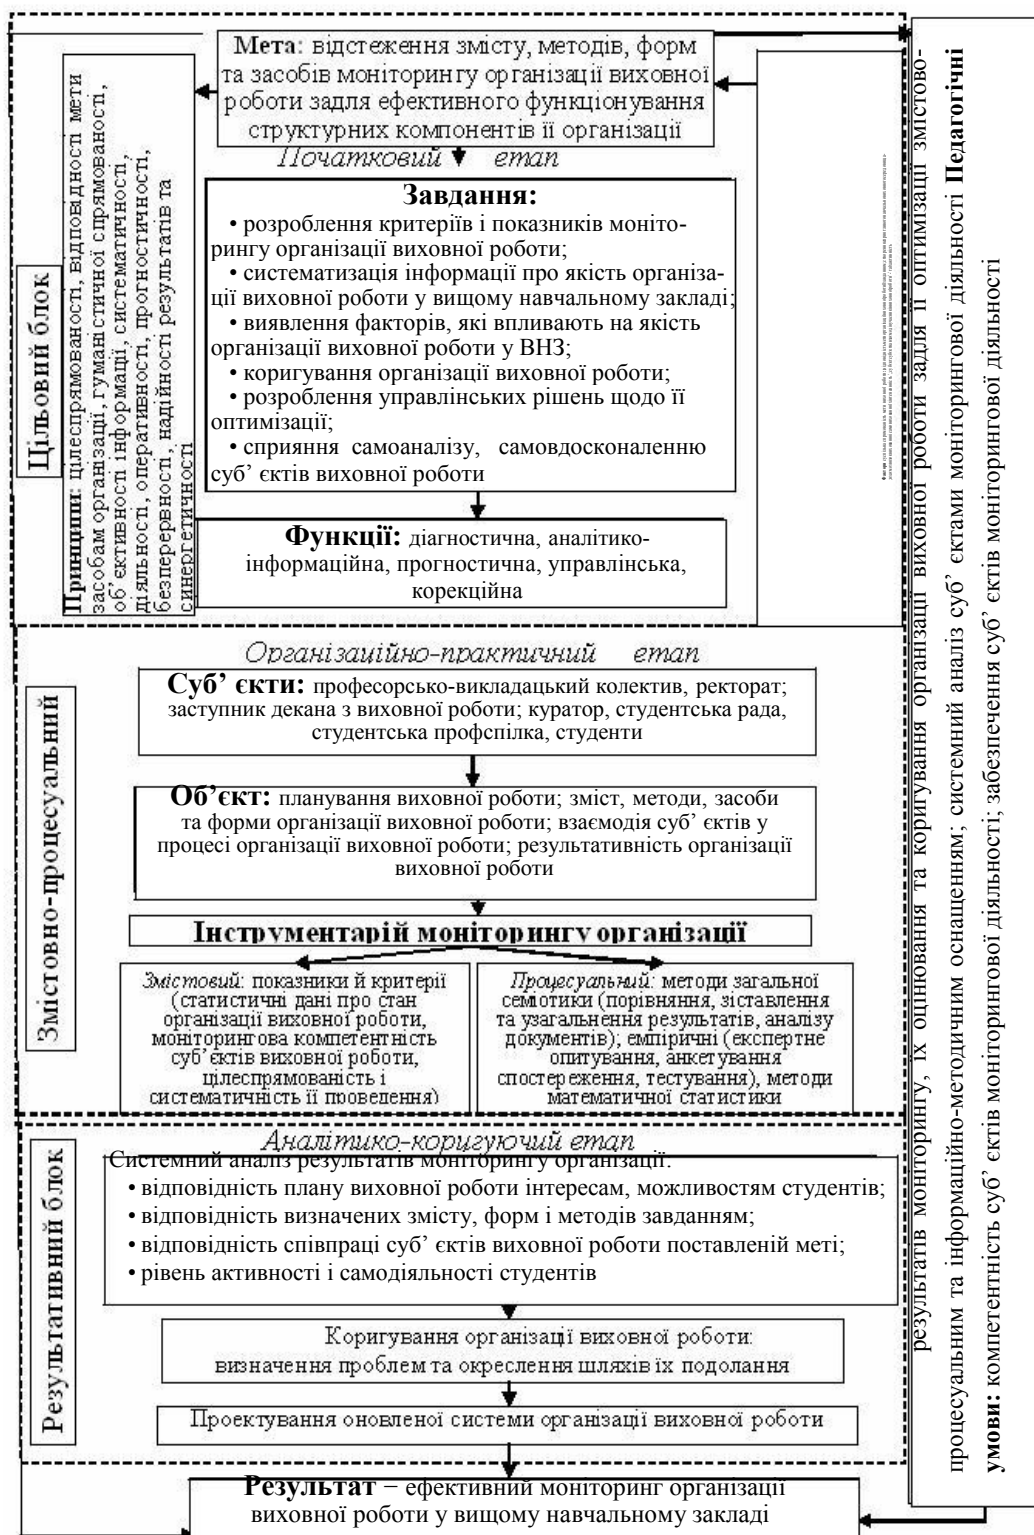 Мета: відстеження змісту, методів, форм
та засобів моніторингу організації виховної
роботи задля ефективного функціонування
структурних компонентів її організації
Початковий етап
Цільовий блок
Принципи: цілеспрямованості, відповідності мети
засобам організації, гуманістичної спрямованості,
об’єктивності інформації, систематичності,
діяльності, оперативності, прогностичності,
безперервності, надійності результатів та
синергетичності
Завдання:
• розроблення критеріїв і показників моніто-
рингу організації виховної роботи;
• систематизація інформації про якість організа-
ції виховної роботи у вищому навчальному закладі;
• виявлення факторів, які впливають на якість
організації виховної роботи у ВНЗ;
• коригування організації виховної роботи;
• розроблення управлінських рішень щодо її
оптимізації;
• сприяння самоаналізу, самовдосконаленню
суб’ єктів виховної роботи
Функції: діагностична, аналітико-
інформаційна, прогностична, управлінська,
корекційна
Організаційно-практичний етап
Змістовно-процесуальний
Суб’ єкти: професорсько-викладацький колектив, ректорат;
заступник декана з виховної роботи; куратор, студентська рада,
студентська профспілка, студенти
Об’єкт: планування виховної роботи; зміст, методи, засоби
та форми організації виховної роботи; взаємодія суб’ єктів у
процесі організації виховної роботи; результативність організації
виховної роботи
Інструментарій моніторингу організації
Змістовий: показники й критерії
(статистичні дані про стан
організації виховної роботи,
моніторингова компетентність
суб’єктів виховної роботи,
цілеспрямованість і
систематичність її проведення)
Процесуальний: методи загальної
семіотики (порівняння, зіставлення
та узагальнення результатів, аналізу
документів); емпіричні (експертне
опитування, анкетування
спостереження, тестування), методи
математичної статистики
Аналітико-коригуючий етап
Результативний блок
Системний аналіз результатів моніторингу організації:
• відповідність плану виховної роботи інтересам, можливостям студентів;
• відповідність визначених змісту, форм і методів завданням;
• відповідність співпраці суб’ єктів виховної роботи поставленій меті;
• рівень активності і самодіяльності студентів
Коригування організації виховної роботи:
визначення проблем та окреслення шляхів їх подолання
Проектування оновленої системи організації виховної роботи
Результат − ефективний моніторинг організації
виховної роботи у вищому навчальному закладі
результатів моніторингу, їх оцінювання та коригування організації виховної роботи задля її оптимізації змістово-
процесуальним та інформаційно-методичним оснащенням; системний аналіз суб’ єктами моніторингової діяльності Педагогічні
умови: компетентність суб’ єктів моніторингової діяльності; забезпечення суб’ єктів моніторингової діяльності